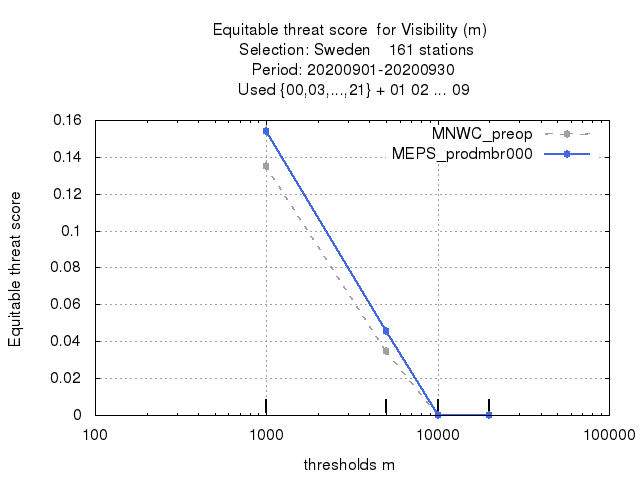 Equitable threat score  for Visibility (m)
Selection: Sweden    161 stations
Period: 20200901-20200930
Used {00,03,...,21} + 01 02 ... 09
MNWC_preop
MEPS_prodmbr000
Equitable threat score
0.16
0.14
0.12
0.1
0.08
0.06
0.04
0.02
0
100
1000
10000
100000
thresholds m